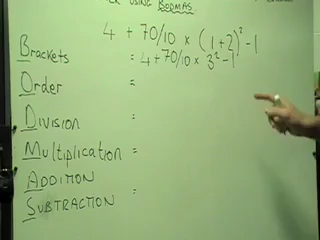 USING BODMAS.
4 + 70/10 × (1+2)² - 1
Brackets = 4+70/10 × 3² - 1
Order =
Division =
Multiplication =
ADDITION =
SUBTRACTION =